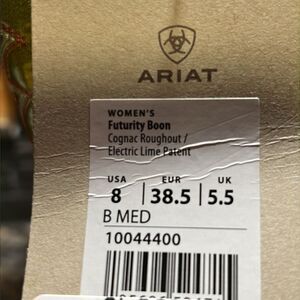 ARIAT
WOMEN'S
Futurity Boon
Cognac Roughout /
Electric Lime Patent
USA EUR UK
8 38.5 5.5
B MED
10044400